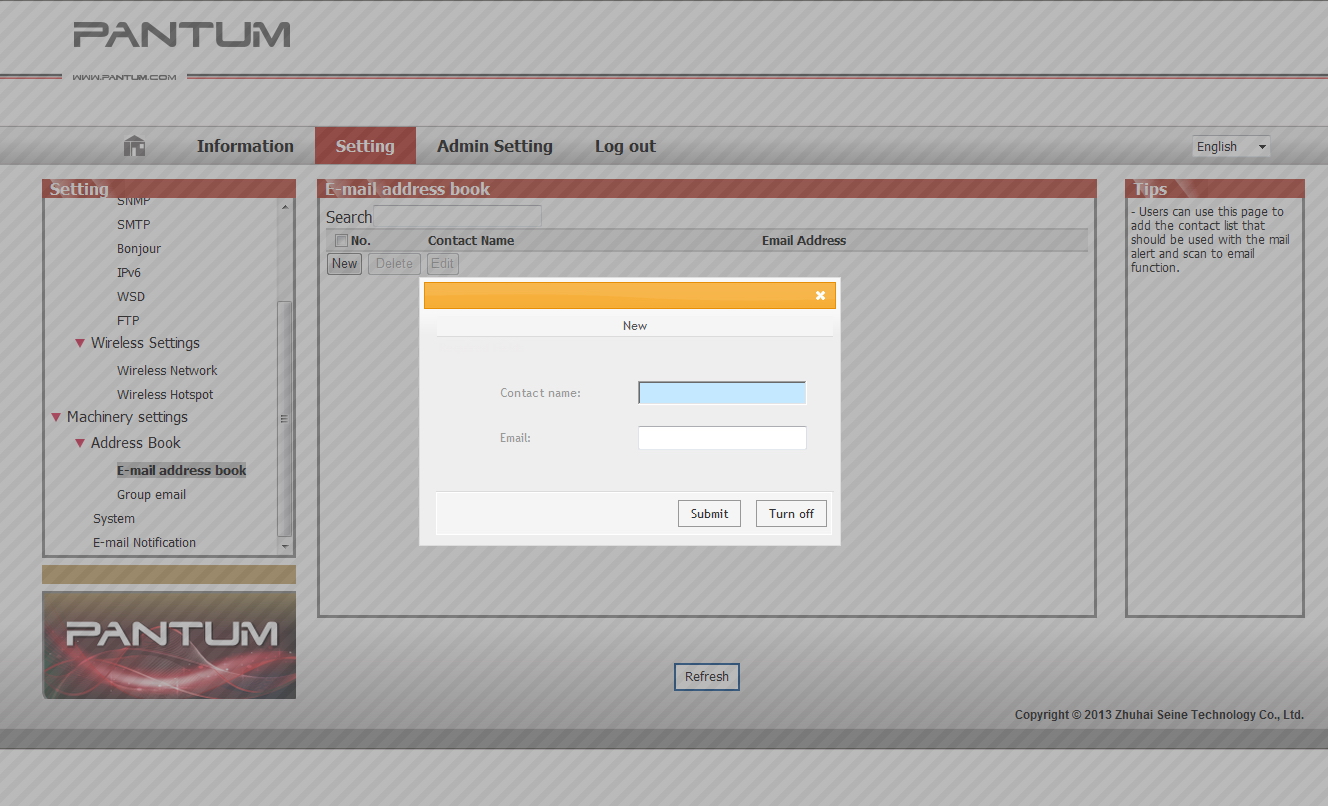 PANTUM
WWW.PANTUM.COM
Information
Setting
Admin Setting
Log out
English
Setting
SNMP
SMTP
Bonjour
IPv6
WSD
FTP
Wireless Settings
Wireless Network
Wireless Hotspot
Machinery settings
Address Book
E-mail address book
Group email
System
E-mail Notification
PANTUM
E-mail address book
Search
No. Contact Name Email Address
New Delete Edit
New
Contact name:
Email:
Submit Turn off
Refresh
Tips
- Users can use this page to
add the contact list that
should be used with the mail
alert and scan to email
function.
Copyright © 2013 Zhuhai Seine Technology Co., Ltd.